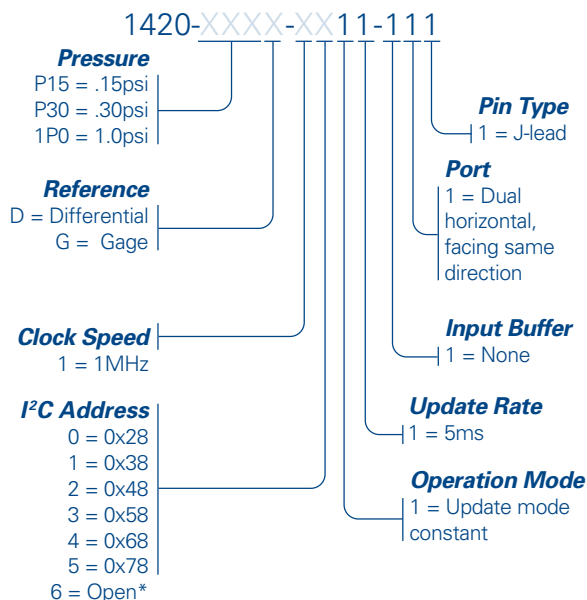 1420-XXXX-XX11-111
Pressure
P15 = .15psi
P30 = .30psi
1P0 = 1.0psi
Reference
D = Differential
G = Gage
Clock Speed
1 = 1MHz
I²C Address
0 = 0x28
1 = 0x38
2 = 0x48
3 = 0x58
4 = 0x68
5 = 0x78
6 = Open*
Pin Type
1 = J-lead
Port
1 = Dual
horizontal,
facing same
direction
Input Buffer
1 = None
Update Rate
1 = 5ms
Operation Mode
1 = Update mode
constant